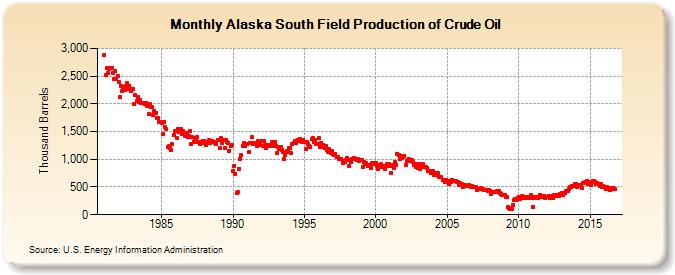 Monthly Alaska South Field Production of Crude Oil
Thousand Barrels
3,000
2,500
2,000
1,500
1,000
500
0
1985 1990 1995 2000 2005 2010 2015
Source: U.S. Energy Information Administration